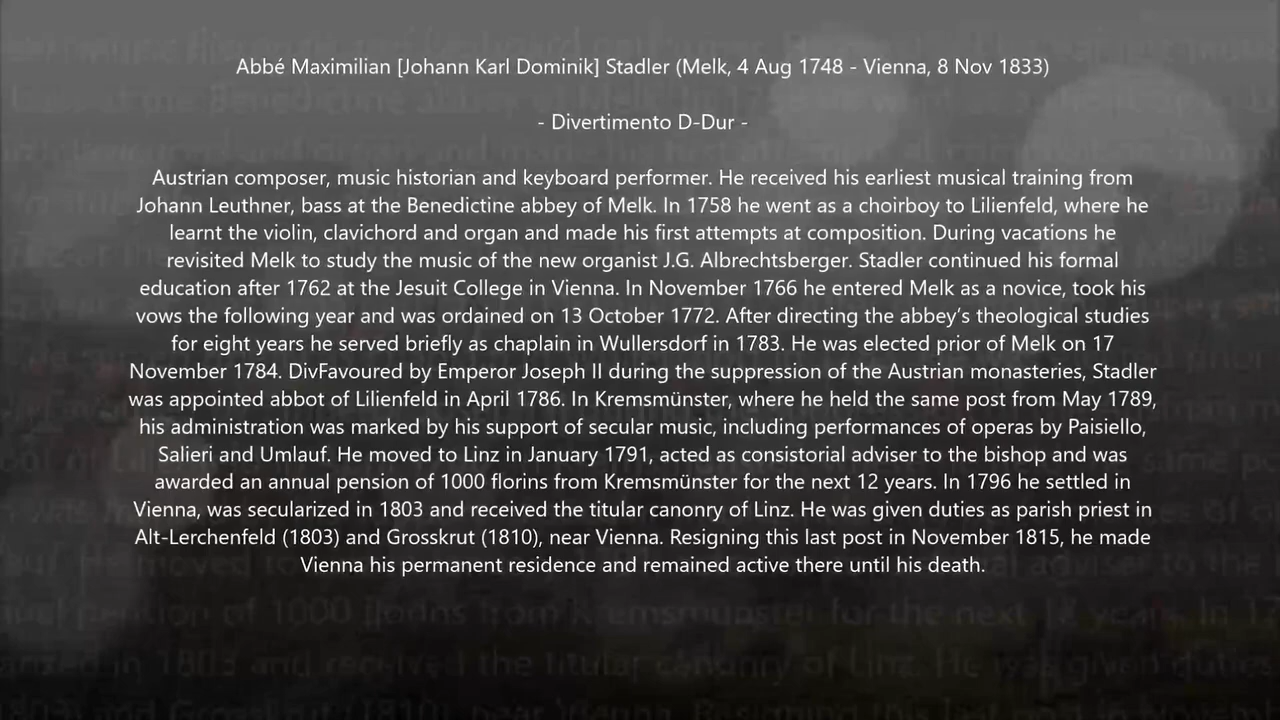 Abbé Maximilian [Johann Karl Dominik] Stadler (Melk, 4 Aug 1748 - Vienna, 8 Nov 1833)
- Divertimento D-Dur -
Austrian composer, music historian and keyboard performer. He received his earliest musical training from
Johann Leuthner, bass at the Benedictine abbey of Melk. In 1758 he went as a choirboy to Lilienfeld, where he
learnt the violin, clavichord and organ and made his first attempts at composition. During vacations he
revisited Melk to study the music of the new organist J.G. Albrechtsberger. Stadler continued his formal
education after 1762 at the Jesuit College in Vienna. In November 1766 he entered Melk as a novice, took his
vows the following year and was ordained on 13 October 1772. After directing the abbey’s theological studies
for eight years he served briefly as chaplain in Wullersdorf in 1783. He was elected prior of Melk on 17
November 1784. DivFavoured by Emperor Joseph II during the suppression of the Austrian monasteries, Stadler
was appointed abbot of Lilienfeld in April 1786. In Kremsmünster, where he held the same post from May 1789,
his administration was marked by his support of secular music, including performances of operas by Paisiello,
Salieri and Umlauf. He moved to Linz in January 1791, acted as consistorial adviser to the bishop and was
awarded an annual pension of 1000 florins from Kremsmünster for the next 12 years. In 1796 he settled in
Vienna, was secularized in 1803 and received the titular canonry of Linz. He was given duties as parish priest in
Alt-Lerchenfeld (1803) and Grosskrut (1810), near Vienna. Resigning this last post in November 1815, he made
Vienna his permanent residence and remained active there until his death.